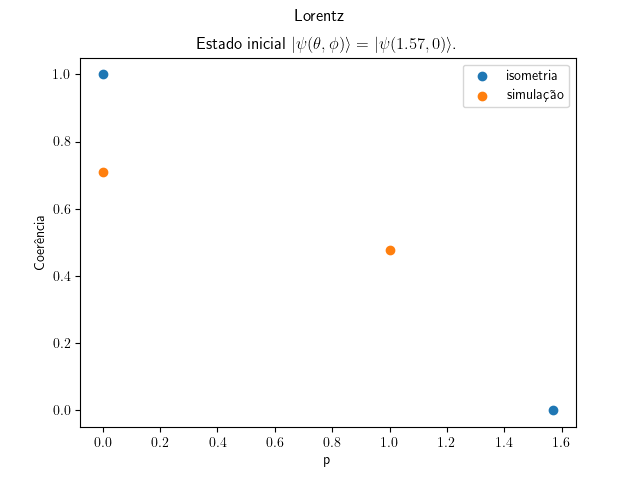 Lorentz
Estado inicial |ψ(θ, ϕ)⟩ = |ψ(1.57, 0)⟩.
isometria
simulação
Coerência
1.0
0.8
0.6
0.4
0.2
0.0
0.0 0.2 0.4 0.6 0.8 1.0 1.2 1.4 1.6
p